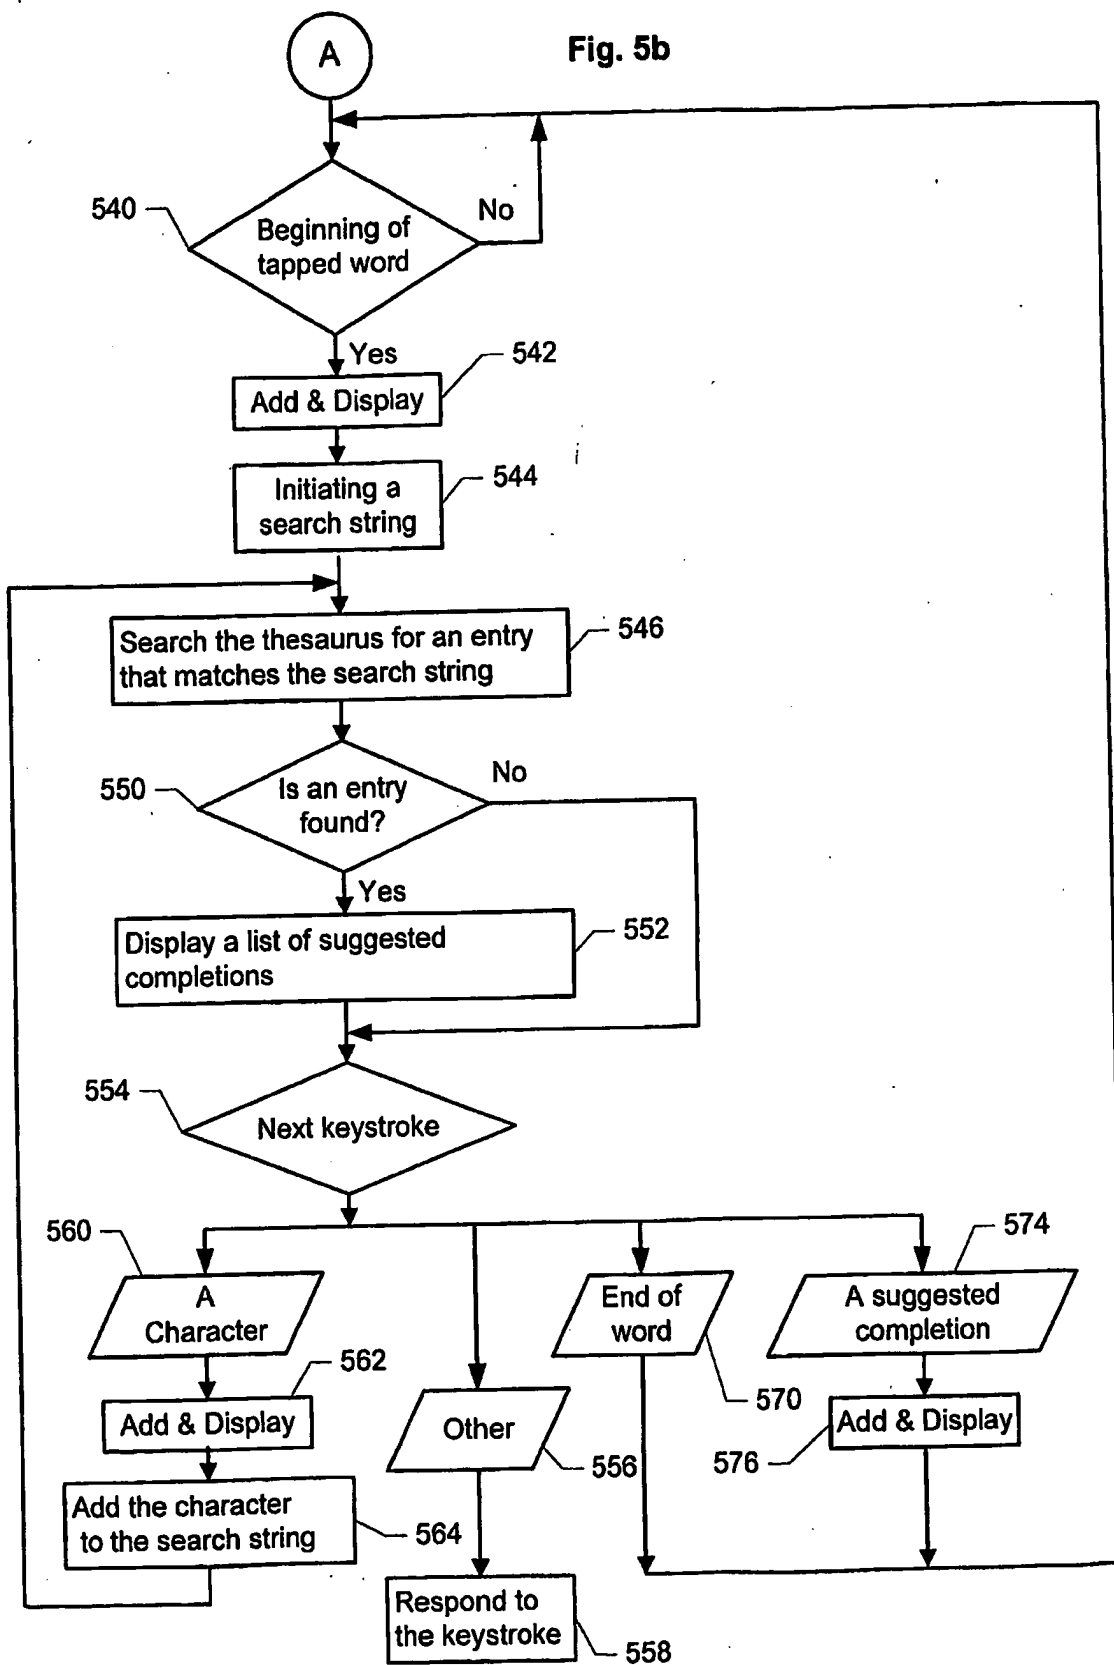 A
Fig. 5b
540
Beginning of
tapped word
No
Yes
542
Add & Display
544
Initiating a
search string
546
Search the thesaurus for an entry
that matches the search string
550
Is an entry
found?
No
Yes
552
Display a list of suggested
completions
554
Next keystroke
560
A
Character
562
Add & Display
Add the character
to the search string
564
Other
556
Respond to
the keystroke
558
End of
word
570
574
A suggested
completion
576
Add & Display